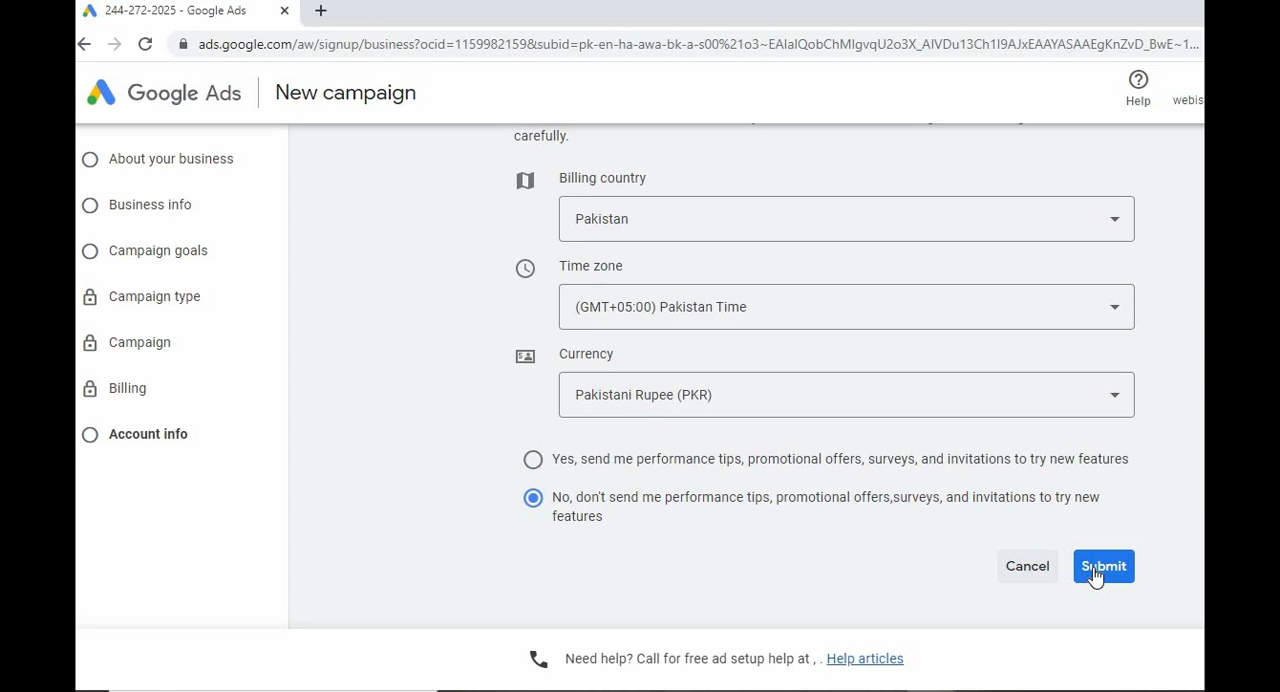 244-272-2025 - Google Ads
ads.google.com/aw/signup/business?ocid=1159982159&subid=pk-en-ha-awa-bk-a-s00%21o3~EAIaIQobChMIgvqU2o3X_AIVDu13Ch1I9AJxEAAYASAAEgKnZvD_BwE~1...
Google Ads
New campaign
Help
webis
About your business
Business info
Campaign goals
Campaign type
Campaign
Billing
Account info
carefully.
Billing country
Pakistan
Time zone
(GMT+05:00) Pakistan Time
Currency
Pakistani Rupee (PKR)
Yes, send me performance tips, promotional offers, surveys, and invitations to try new features
No, don't send me performance tips, promotional offers,surveys, and invitations to try new
features
Cancel
Submit
Need help? Call for free ad setup help at , . Help articles